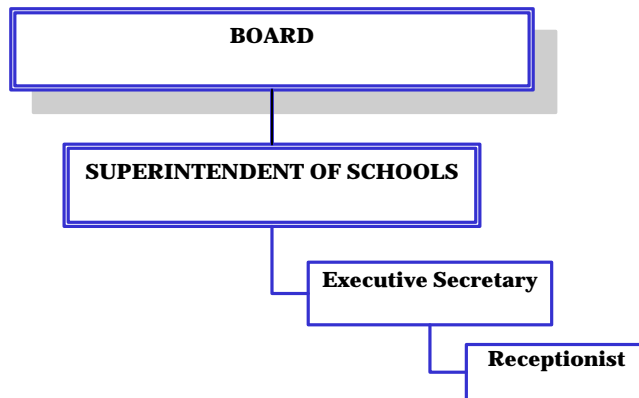 BOARD
SUPERINTENDENT OF SCHOOLS
Executive Secretary
Receptionist